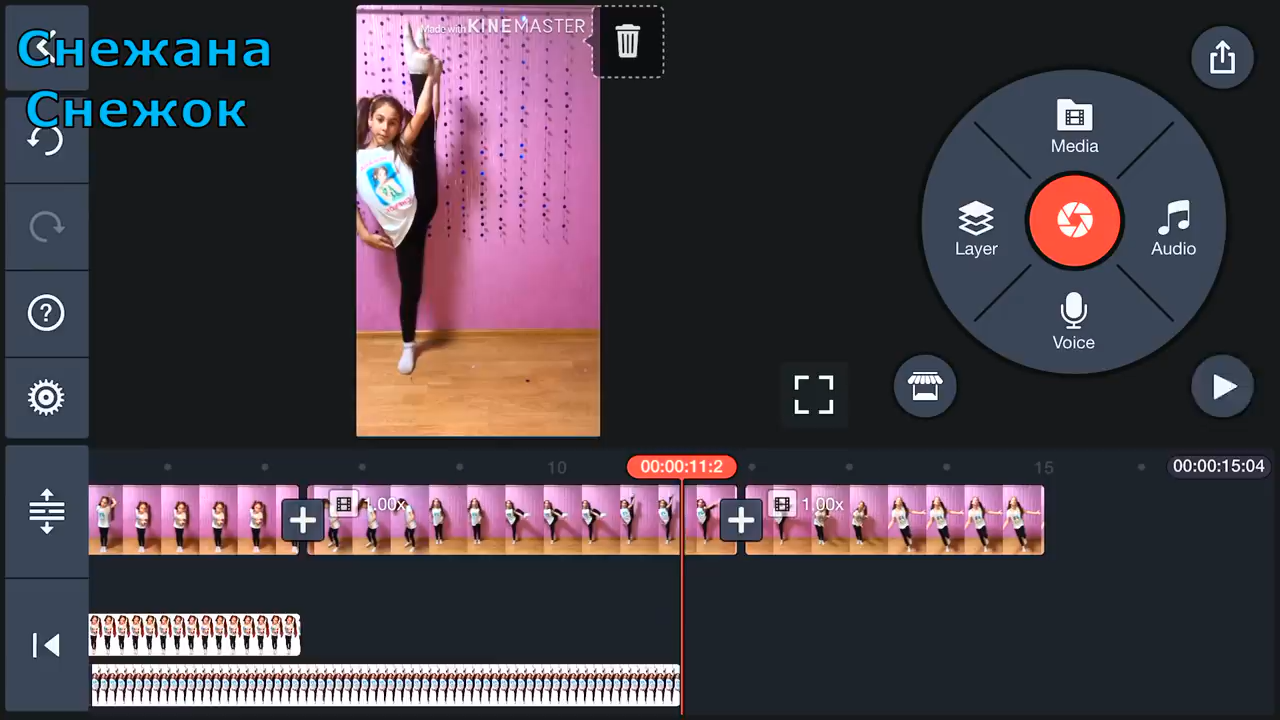 Снежана
Снежок
Made with KINEMASTER
Media
Layer
Audio
Voice
10
00:00:11:2
15
00:00:15:04
1.00x
1.00x